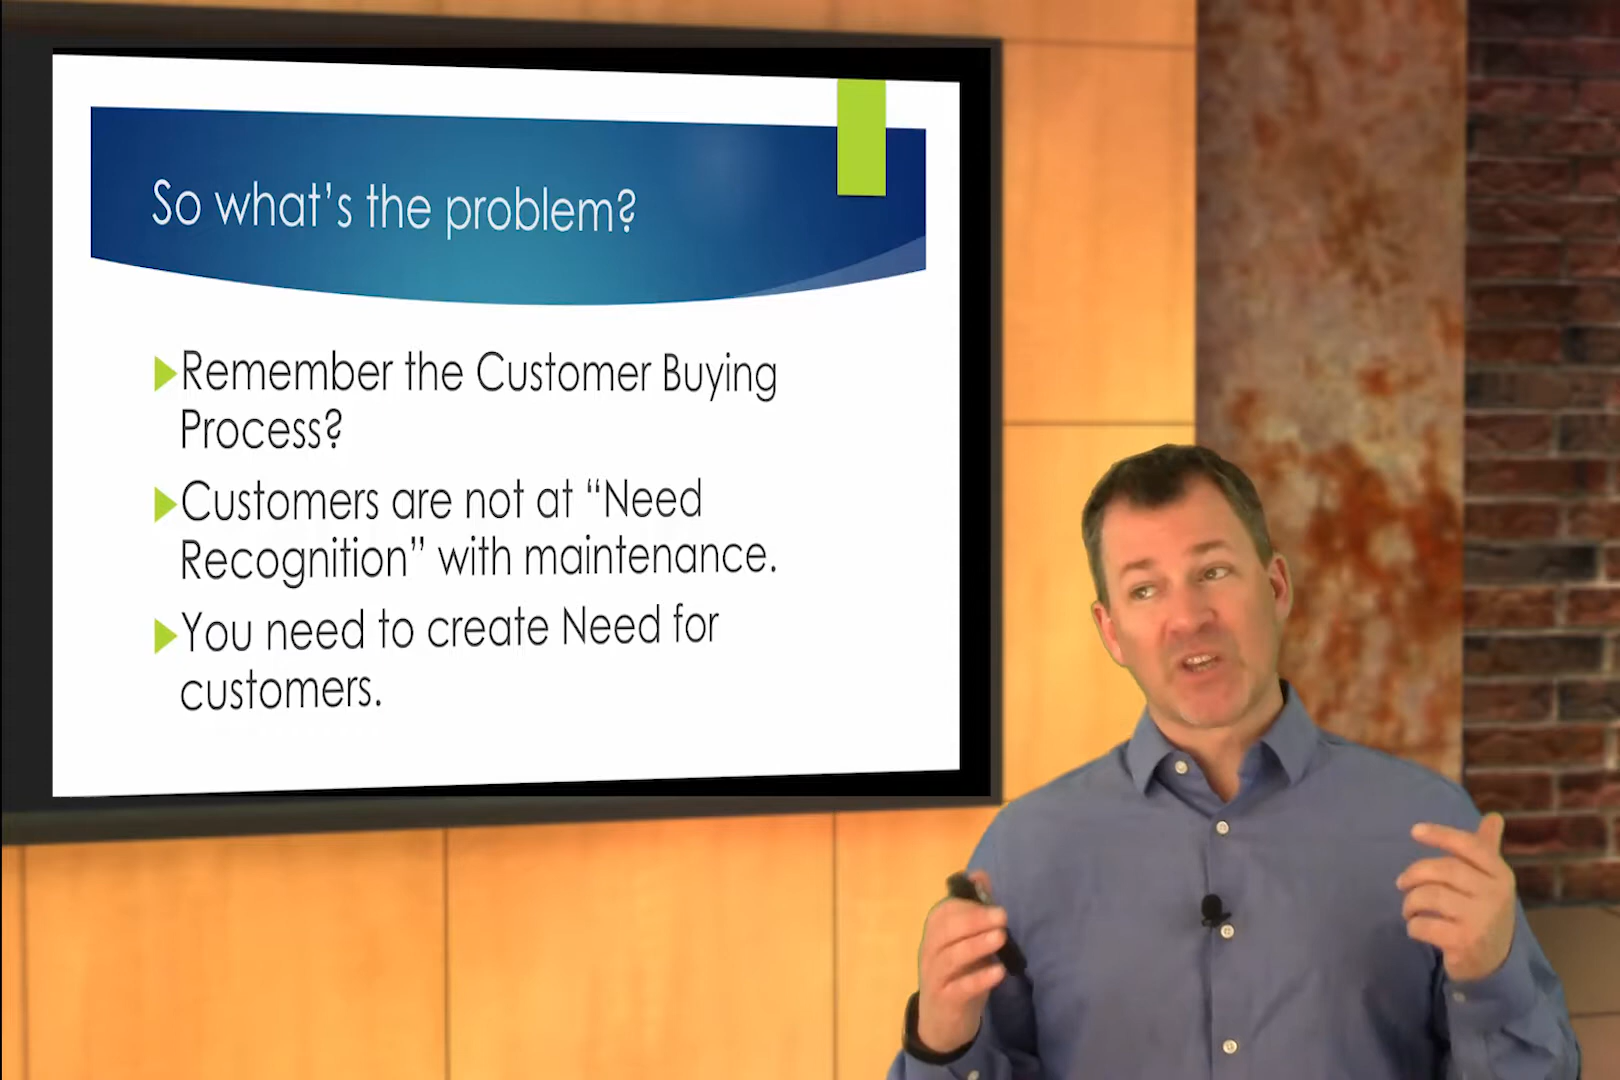 So what's the problem?
Remember the Customer Buying
Process?
Customers are not at “Need
Recognition” with maintenance.
You need to create Need for
customers.